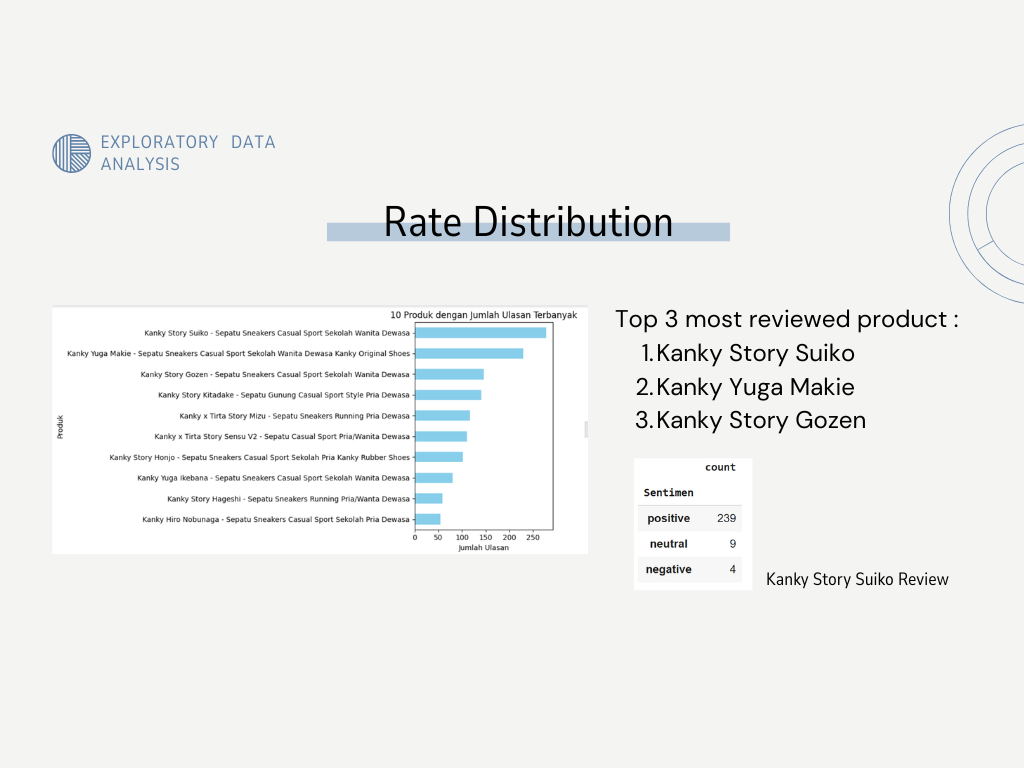 EXPLORATORY DATA
ANALYSIS
Rate Distribution
10 Produk dengan Jumlah Ulasan Terbanyak
Kanky Story Suiko - Sepatu Sneakers Casual Sport Sekolah Wanita Dewasa
Kanky Yuga Makie - Sepatu Sneakers Casual Sport Sekolah Wanita Dewasa Kanky Original Shoes
Kanky Story Gozen - Sepatu Sneakers Casual Sport Sekolah Wanita Dewasa
Kanky Story Kitadake - Sepatu Gunung Casual Sport Style Pria Dewasa
Kanky x Tirta Story Mizu - Sepatu Sneakers Running Pria Dewasa
Kanky x Tirta Story Sensu V2 - Sepatu Casual Sport Pria/Wanita Dewasa
Kanky Story Honjo - Sepatu Sneakers Casual Sport Sekolah Pria Kanky Rubber Shoes
Kanky Yuga Ikebana - Sepatu Sneakers Casual Sport Sekolah Wanita Dewasa
Kanky Story Hageshi - Sepatu Sneakers Running Pria/Wanta Dewasa
Kanky Hiro Nobunaga - Sepatu Sneakers Casual Sport Sekolah Pria Dewasa
Produk
0 50 100 150 200 250
Jumlah Ulasan
Top 3 most reviewed product :
1. Kanky Story Suiko
2. Kanky Yuga Makie
3. Kanky Story Gozen
count
Sentimen
positive 239
neutral 9
negative 4
Kanky Story Suiko Review